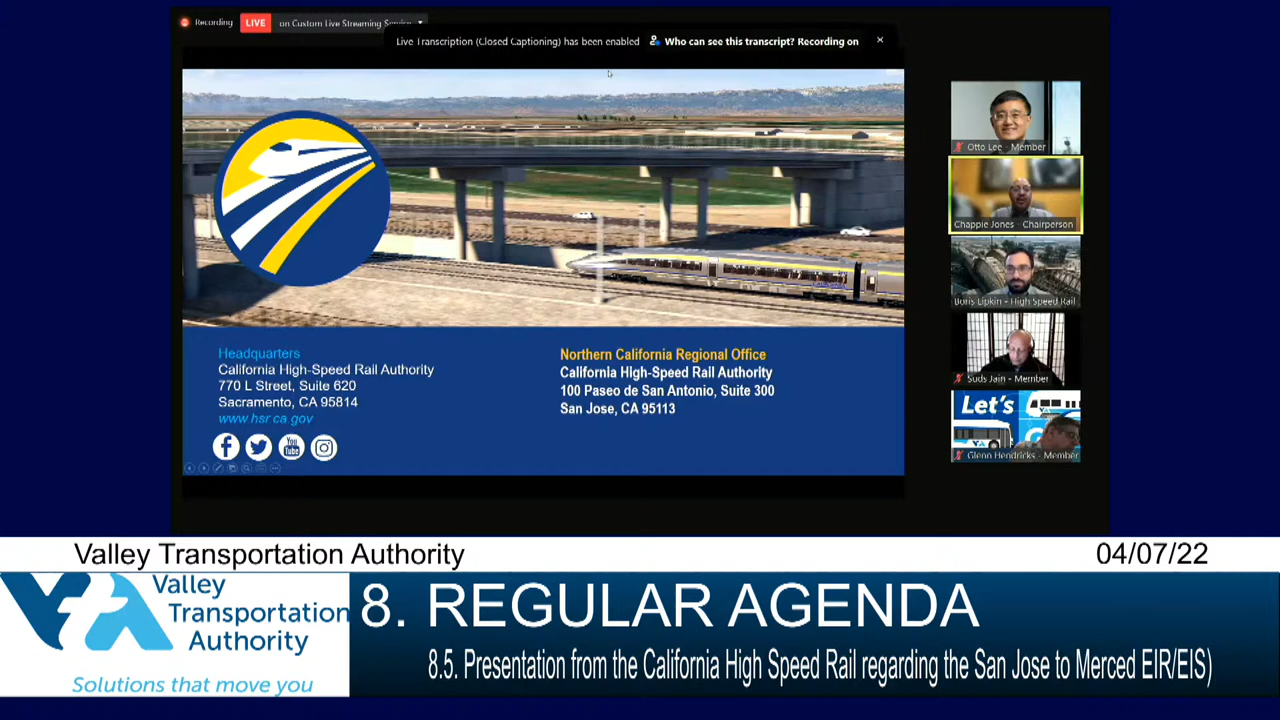 Recording
LIVE
on Custom Live Streaming Service
Live Transcription (Closed Captioning) has been enabled
Who can see this transcript? Recording on
Otto Lee - Member
Chappie Jones - Chairperson
Boris Lipkin - High Speed Rail
Suds Jain - Member
Let's
Glenn Hendricks - Member
Headquarters
California High-Speed Rail Authority
770 L Street, Suite 620
Sacramento, CA 95814
www.hsr.ca.gov
You
Tube
Northern California Regional Office
California High-Speed Rail Authority
100 Paseo de San Antonio, Suite 300
San Jose, CA 95113
Valley Transportation Authority
04/07/22
Valley
Transportation
Authority
Solutions that move you
8. REGULAR AGENDA
8.5. Presentation from the California High Speed Rail regarding the San Jose to Merced EIR/EIS)